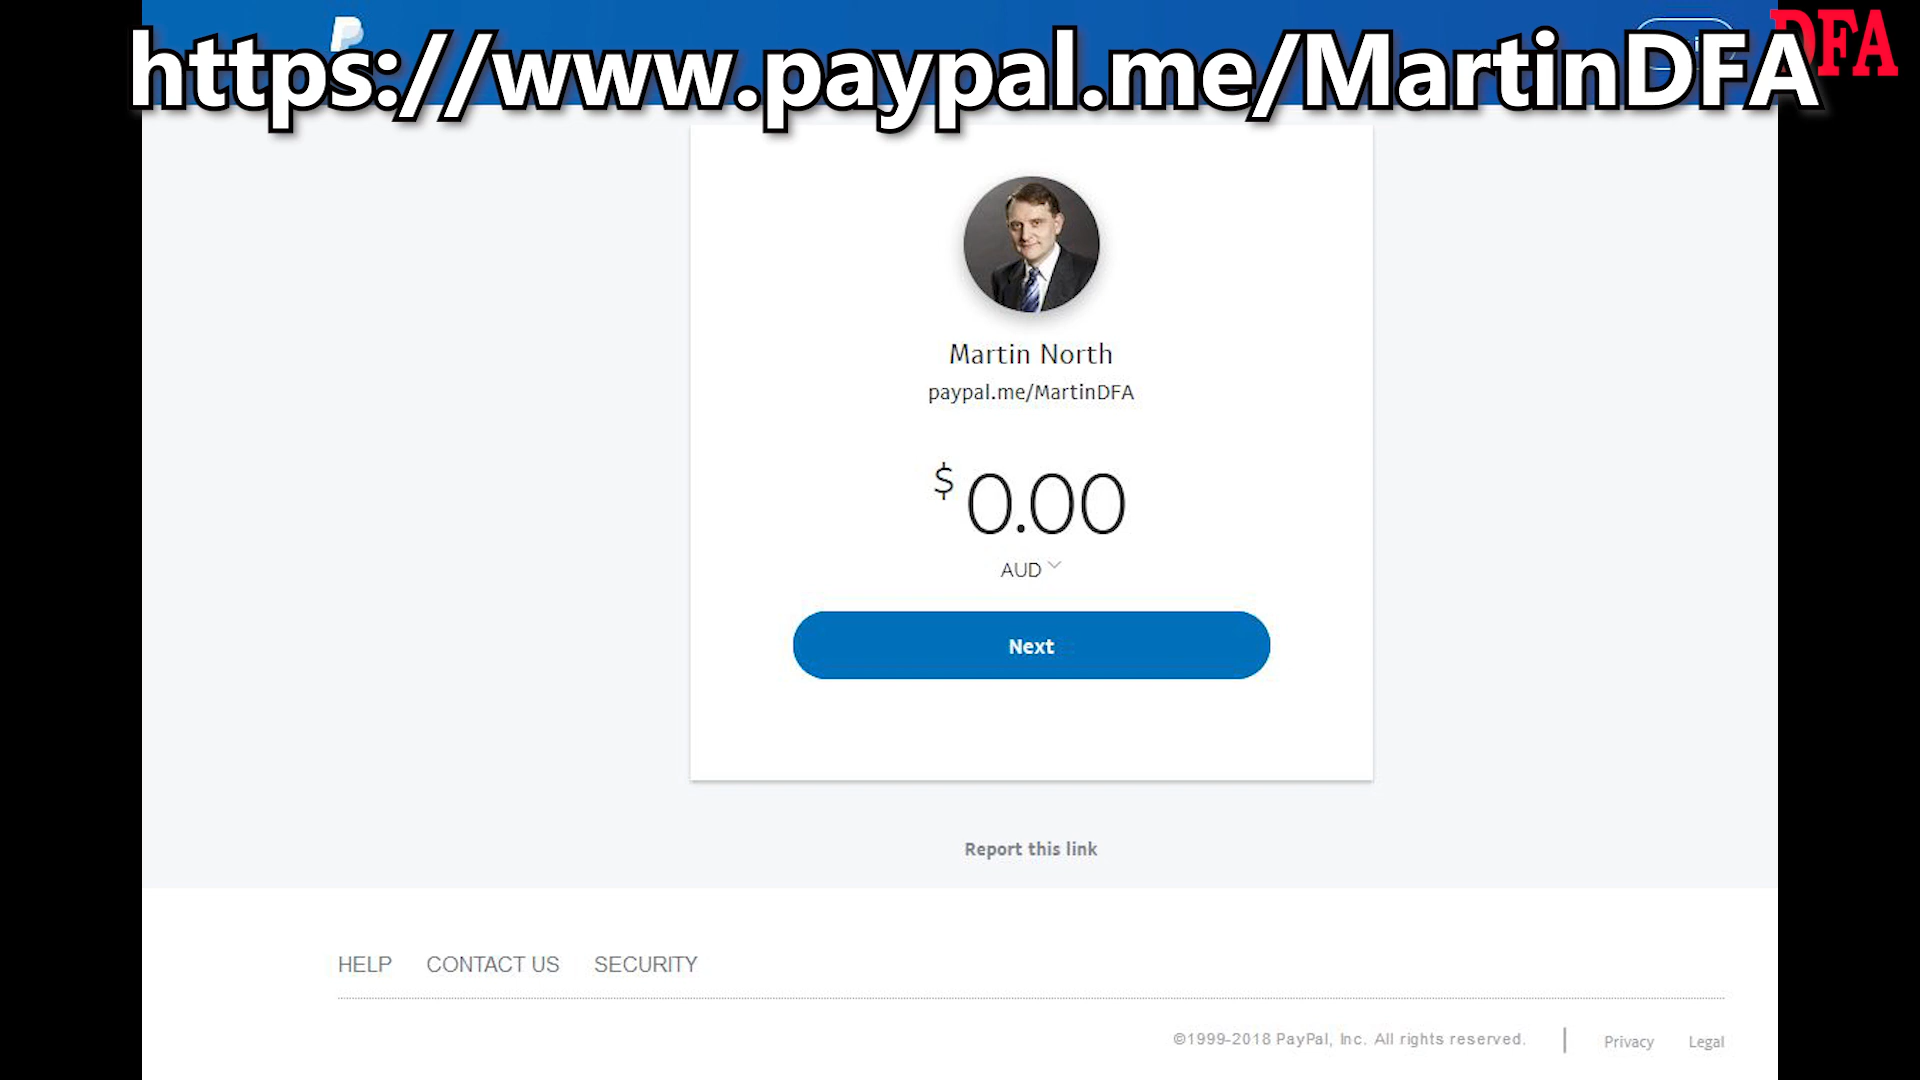 https://www.paypal.me/MartinDFA
DFA
Martin North
paypal.me/MartinDFA
$ 0.00
AUD
Next
Report this link
HELP CONTACT US SECURITY
©1999-2018 PayPal, Inc. All rights reserved. | Privacy Legal